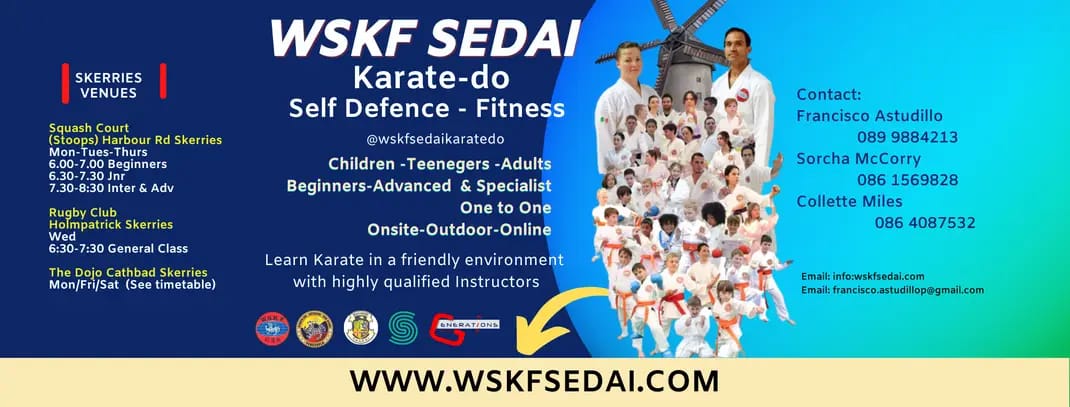 WSKF SEDAI
Karate-do
Self Defence - Fitness
@wskfsedaikaratedo
Children -Teenegers -Adults
Beginners-Advanced & Specialist
One to One
Onsite-Outdoor-Online
Learn Karate in a friendly environment
with highly qualified Instructors
SKERRIES
VENUES
Squash Court
(Stoops) Harbour Rd Skerries
Mon-Tues-Thurs
6.00-7.00 Beginners
6.30-7.30 Jnr
7.30-8:30 Inter & Adv
Rugby Club
Holmpatrick Skerries
Wed
6:30-7:30 General Class
The Dojo Cathbad Skerries
Mon/Fri/Sat (See timetable)
Contact:
Francisco Astudillo
089 9884213
Sorcha McCorry
086 1569828
Collette Miles
086 4087532
Email: info:wskfsedai.com
Email: francisco.astudillop@gmail.com
WSKF
GENERATIONS
WWW.WSKFSEDAI.COM